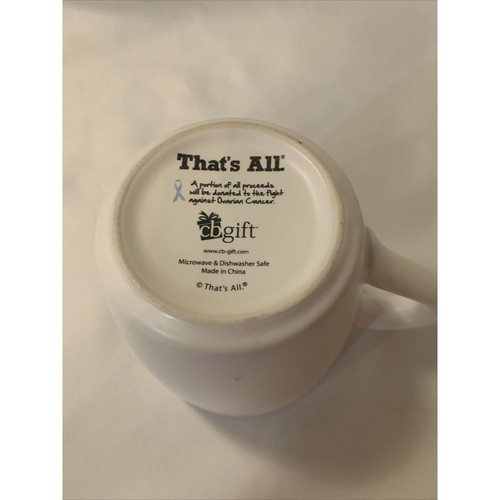 That's All.®
A portion of all proceeds
will be donated to the fight
against Ovarian Cancer.
cbgift™
www.cb-gift.com
Microwave & Dishwasher Safe
Made in China
© That's All.®